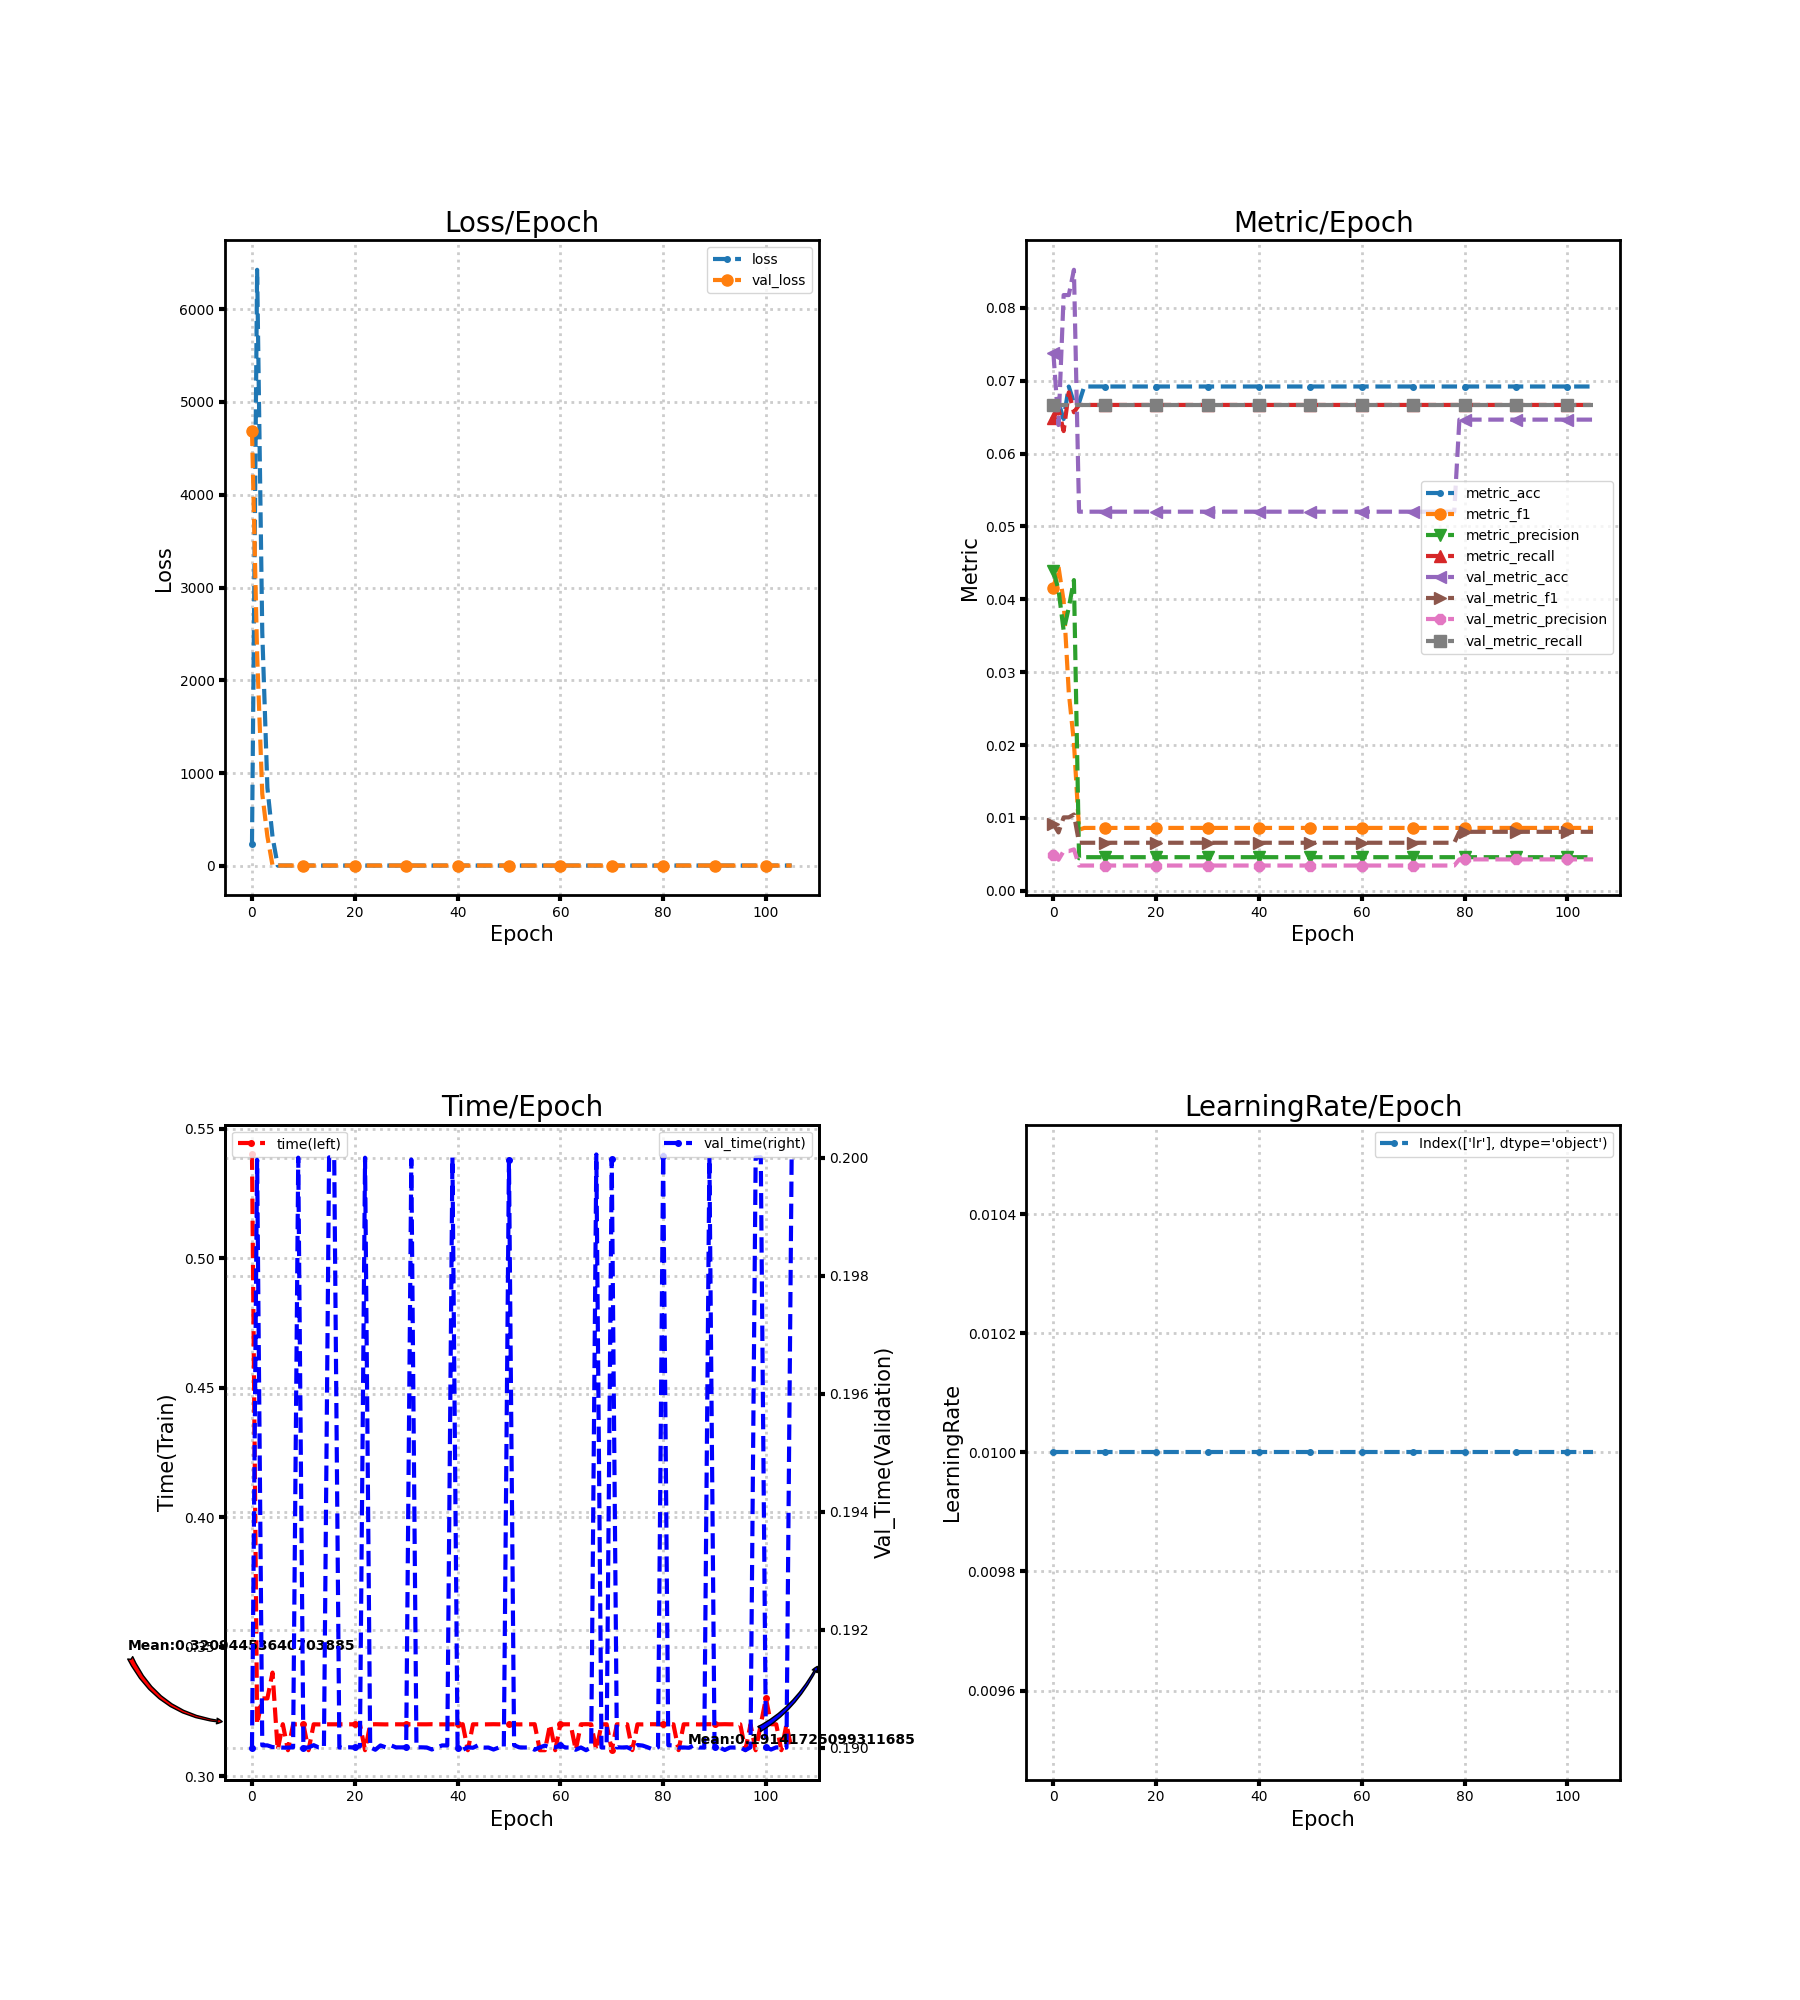 Loss/Epoch
Loss
6000
5000
4000
3000
2000
1000
0
loss
val_loss
0 20 40 60 80 100
Epoch
Metric/Epoch
Metric
0.08
0.07
0.06
0.05
0.04
0.03
0.02
0.01
0.00
metric_acc
metric_f1
metric_precision
metric_recall
val_metric_acc
val_metric_f1
val_metric_precision
val_metric_recall
0 20 40 60 80 100
Epoch
Time/Epoch
Time(Train)
0.55
0.50
0.45
0.40
0.35
0.30
time(left)
val_time(right)
0.200
0.198
0.196
0.194
0.192
0.190
Val_Time(Validation)
Mean:0.19141725099311685
0 20 40 60 80 100
Epoch
LearningRate/Epoch
LearningRate
0.0104
0.0102
0.0100
0.0098
0.0096
Index(['lr'], dtype='object')
0 20 40 60 80 100
Epoch